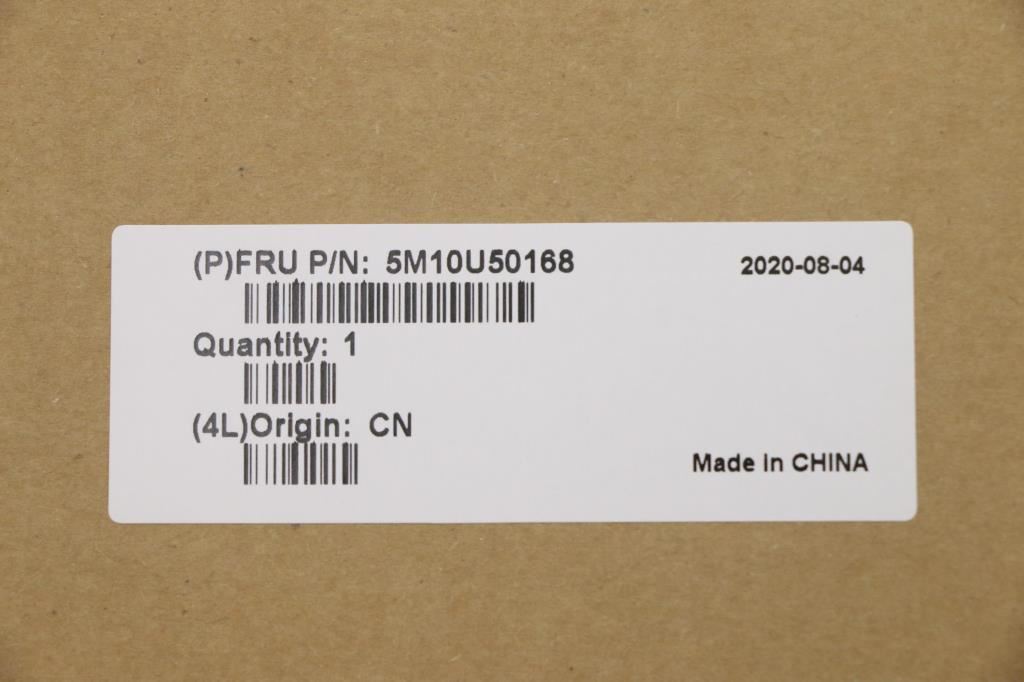 (P)FRU P/N: 5M10U50168
2020-08-04
Quantity: 1
(4L)Origin: CN
Made in CHINA